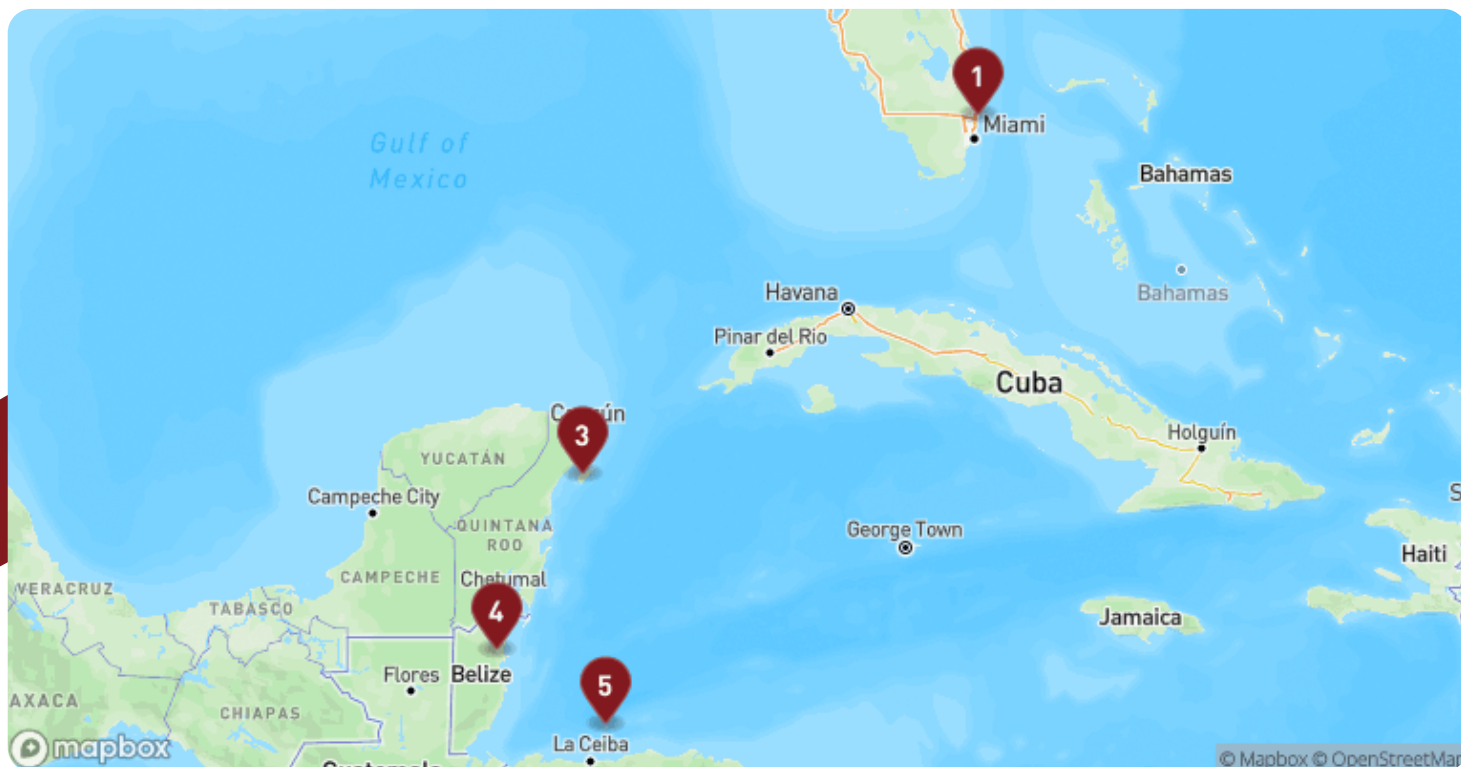 1
Miami
Gulf of
Mexico
Bahamas
Bahamas
Havana
Pinar del Rio
Cuba
3
YUCATÁN
Holguín
Campeche City
QUINTANA
ROO
George Town
Haiti
CAMPECHE
Chetumal
VERACRUZ
TABASCO
4
Jamaica
Flores
Belize
5
AXACA
CHIAPAS
La Ceiba
mapbox
© Mapbox © OpenStreetMap